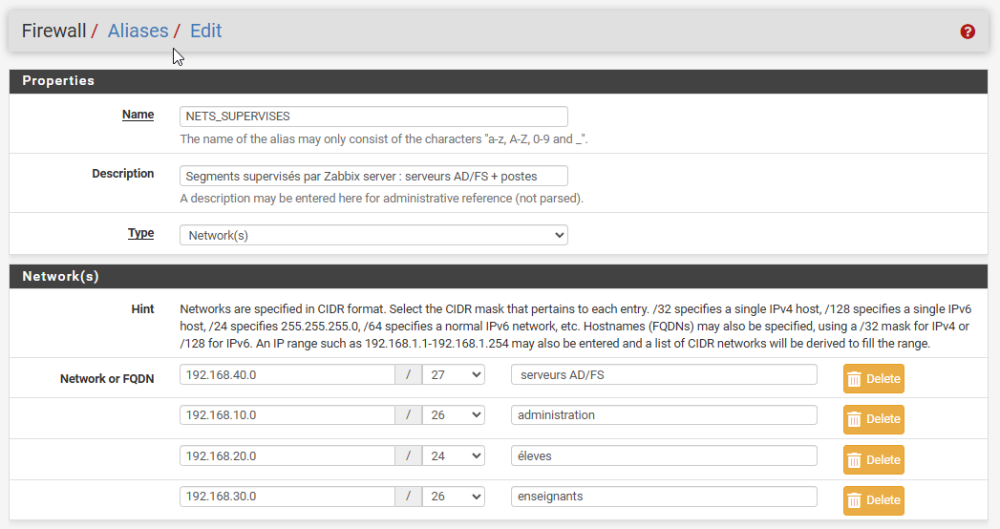 Firewall / Aliases / Edit
?
Properties
Name
NETS_SUPERVISES
The name of the alias may only consist of the characters "a-z, A-Z, 0-9 and _".
Description
Segments supervisés par Zabbix server : serveurs AD/FS + postes
A description may be entered here for administrative reference (not parsed).
Type
Network(s)
Network(s)
Hint
Networks are specified in CIDR format. Select the CIDR mask that pertains to each entry. /32 specifies a single IPv4 host, /128 specifies a single IPv6
host, /24 specifies 255.255.255.0, /64 specifies a normal IPv6 network, etc. Hostnames (FQDNs) may also be specified, using a /32 mask for IPv4 or
/128 for IPv6. An IP range such as 192.168.1.1-192.168.1.254 may also be entered and a list of CIDR networks will be derived to fill the range.
Network or FQDN
192.168.40.0 / 27 serveurs AD/FS Delete
192.168.10.0 / 26 administration Delete
192.168.20.0 / 24 éleves Delete
192.168.30.0 / 26 enseignants Delete